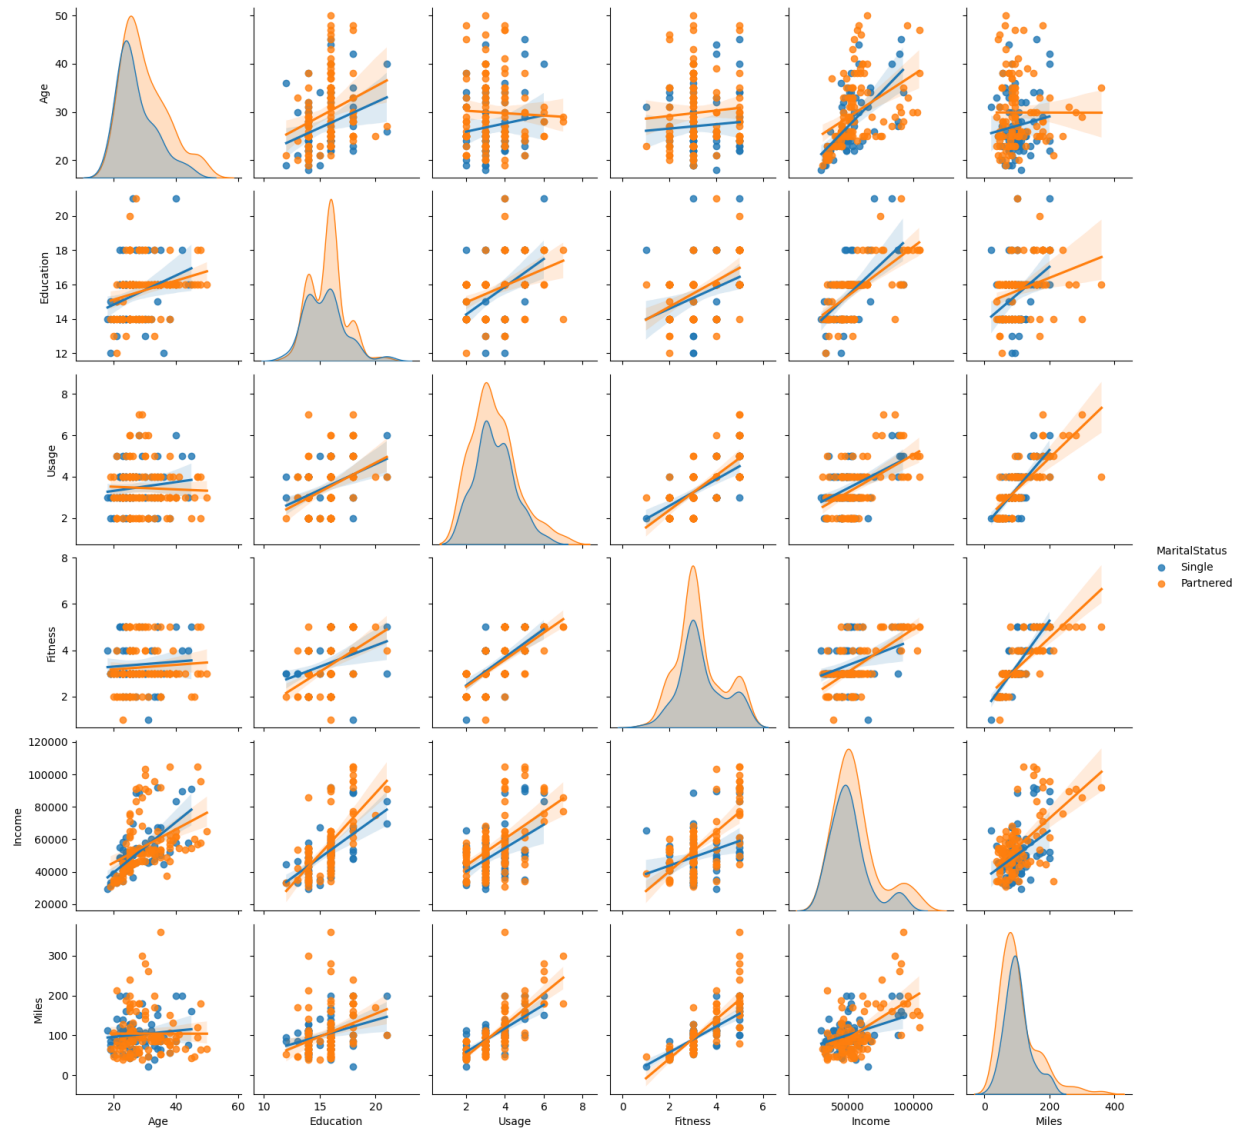 50
40
30
20
Age
20
18
16
14
12
Education
8
6
4
2
Usage
8
6
4
2
Fitness
MaritalStatus
Single
Partnered
120000
100000
80000
60000
40000
20000
Income
300
200
100
0
Miles
20 40 60 10 15 20 2 4 6 8 0 2 4 6 50000 100000 0 200 400
Age Education Usage Fitness Income Miles